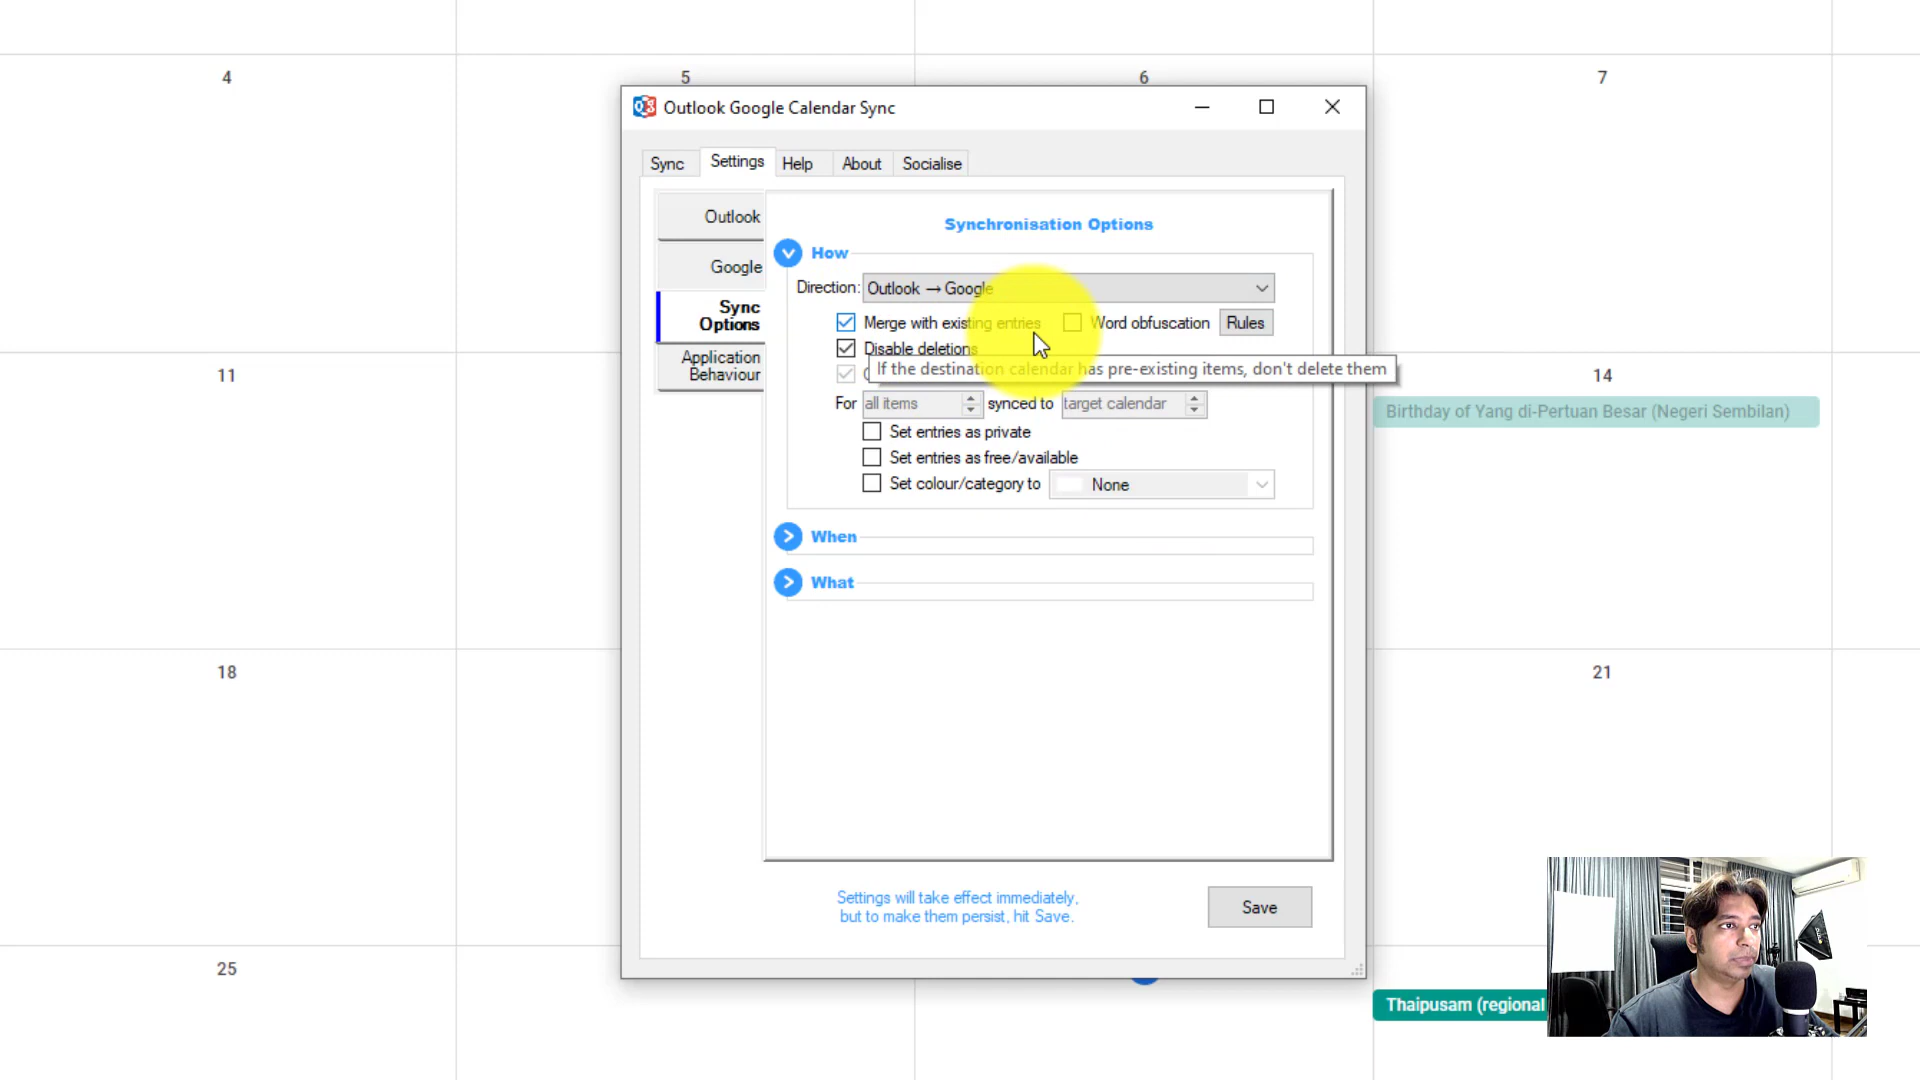 4
5
6
7
Outlook Google Calendar Sync
Sync
Settings
Help
About
Socialise
Outlook
Google
Sync
Options
Application
Behaviour
Synchronisation Options
How
Direction:
Outlook → Google
Merge with existing entries
Word obfuscation
Rules
Disable deletions
If the destination calendar has pre-existing items, don't delete them
For
all items
synced to
target calendar
Set entries as private
Set entries as free/available
Set colour/category to
None
When
What
Settings will take effect immediately,
but to make them persist, hit Save.
Save
11
14
Birthday of Yang di-Pertuan Besar (Negeri Sembilan)
18
21
25
Thaipusam (regional